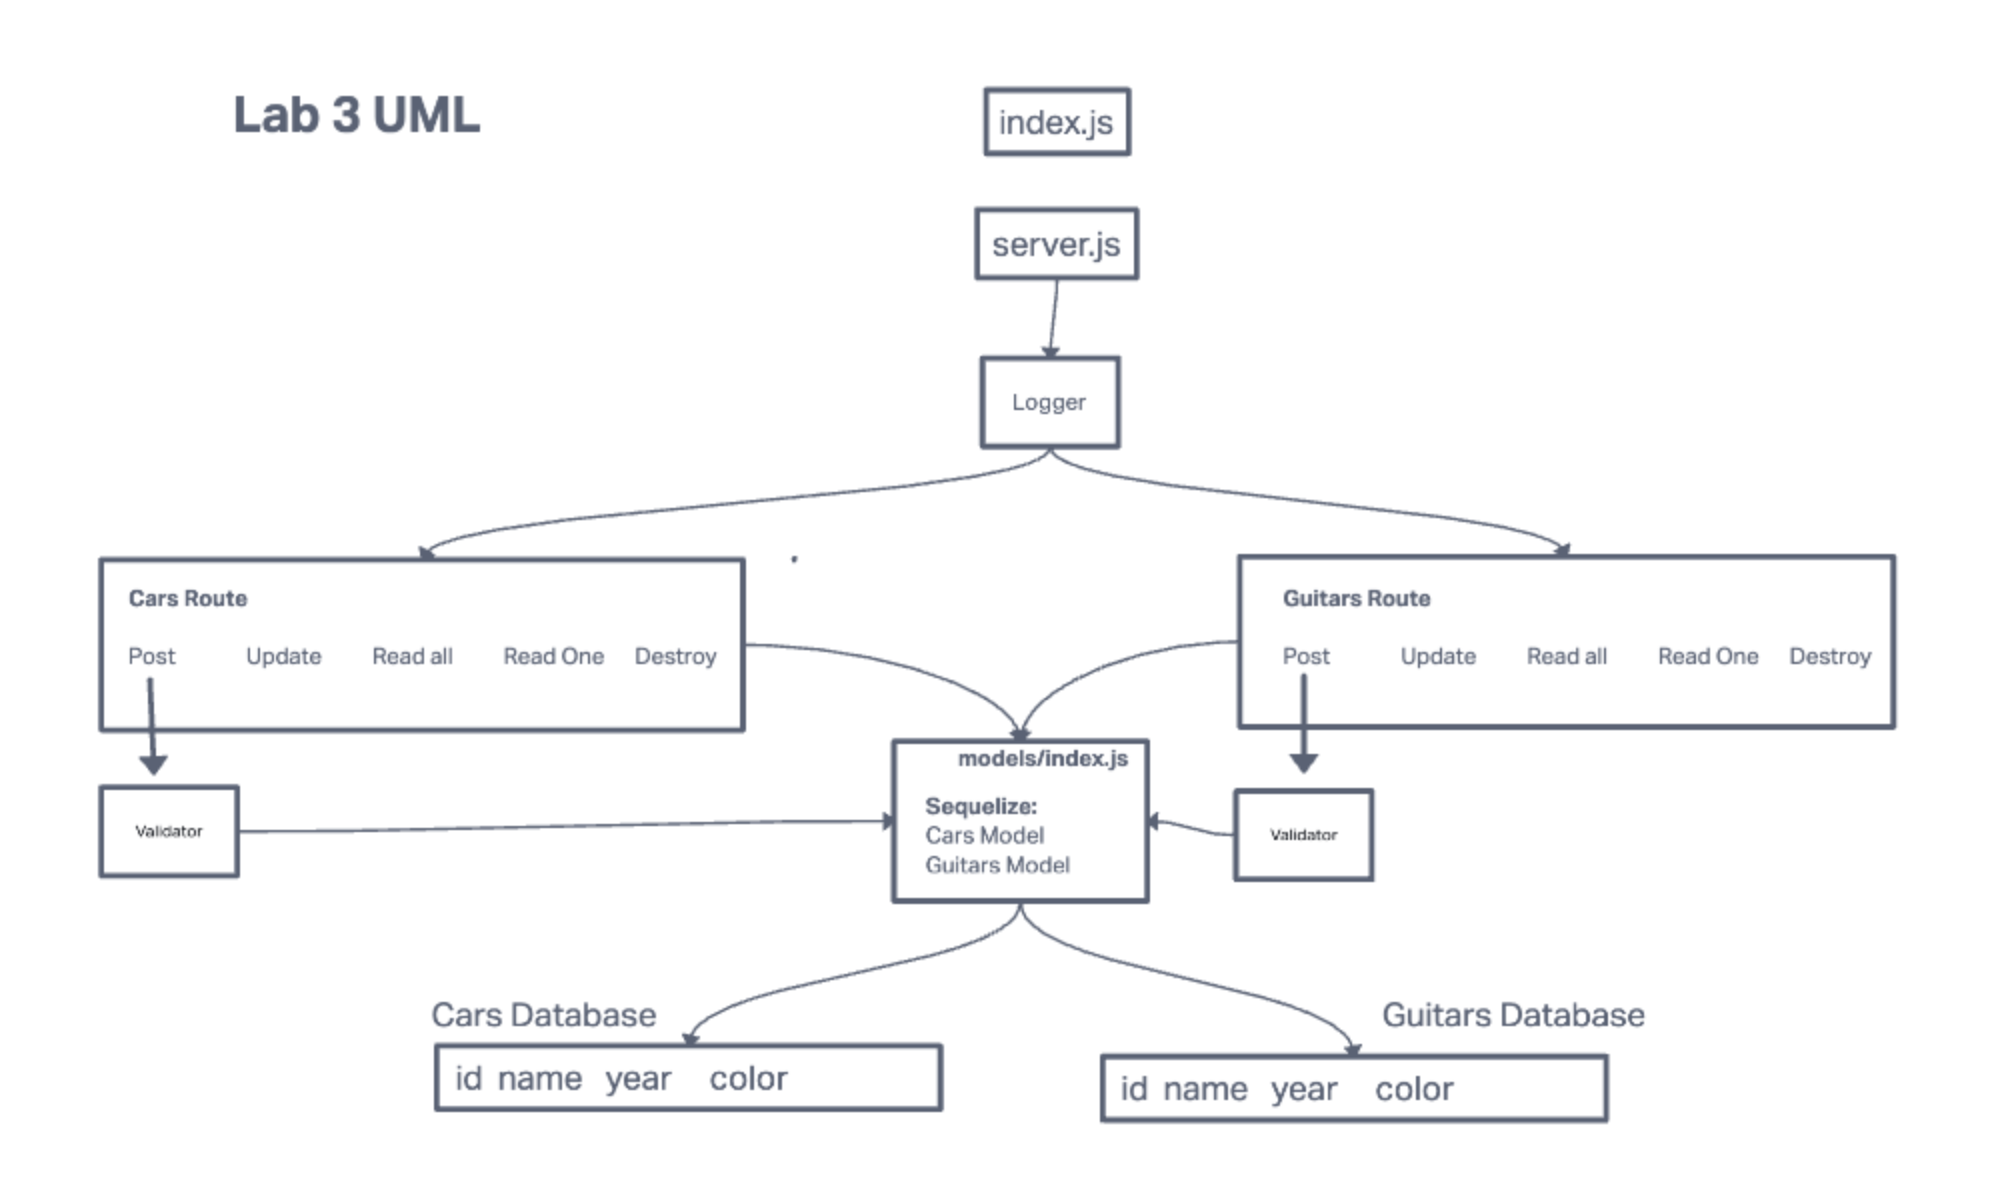 Lab 3 UML
index.js
server.js
Logger
Cars Route
Post Update Read all Read One Destroy
Guitars Route
Post Update Read all Read One Destroy
Validator
models/index.js
Sequelize:
Cars Model
Guitars Model
Validator
Cars Database
id name year color
Guitars Database
id name year color